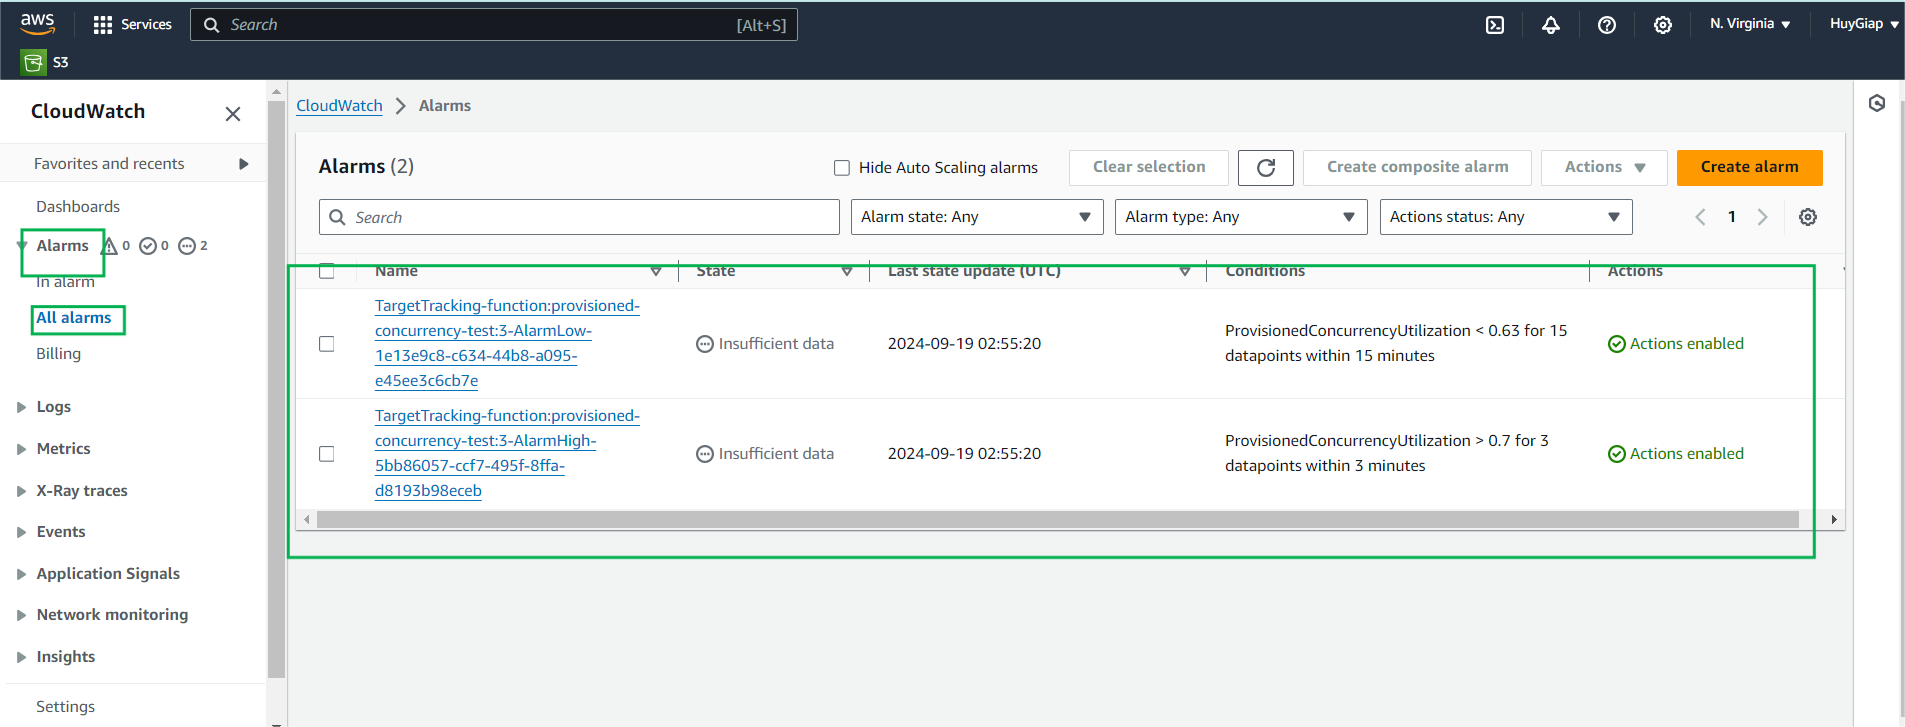 aws
Services
Search
[Alt+S]
N. Virginia
HuyGiap
S3
CloudWatch
Favorites and recents
Dashboards
Alarms 0 0 2
In alarm
All alarms
Billing
Logs
Metrics
X-Ray traces
Events
Application Signals
Network monitoring
Insights
Settings
CloudWatch > Alarms
Alarms (2)
Hide Auto Scaling alarms
Clear selection
Create composite alarm
Actions
Create alarm
Search
Alarm state: Any
Alarm type: Any
Actions status: Any
1
Name
State
Last state update (UTC)
Conditions
Actions
TargetTracking-function:provisioned-
concurrency-test:3-AlarmLow-
1e13e9c8-c634-44b8-a095-
e45ee3c6cb7e
Insufficient data
2024-09-19 02:55:20
ProvisionedConcurrencyUtilization < 0.63 for 15
datapoints within 15 minutes
Actions enabled
TargetTracking-function:provisioned-
concurrency-test:3-AlarmHigh-
5bb86057-ccf7-495f-8ffa-
d8193b98eceb
Insufficient data
2024-09-19 02:55:20
ProvisionedConcurrencyUtilization > 0.7 for 3
datapoints within 3 minutes
Actions enabled